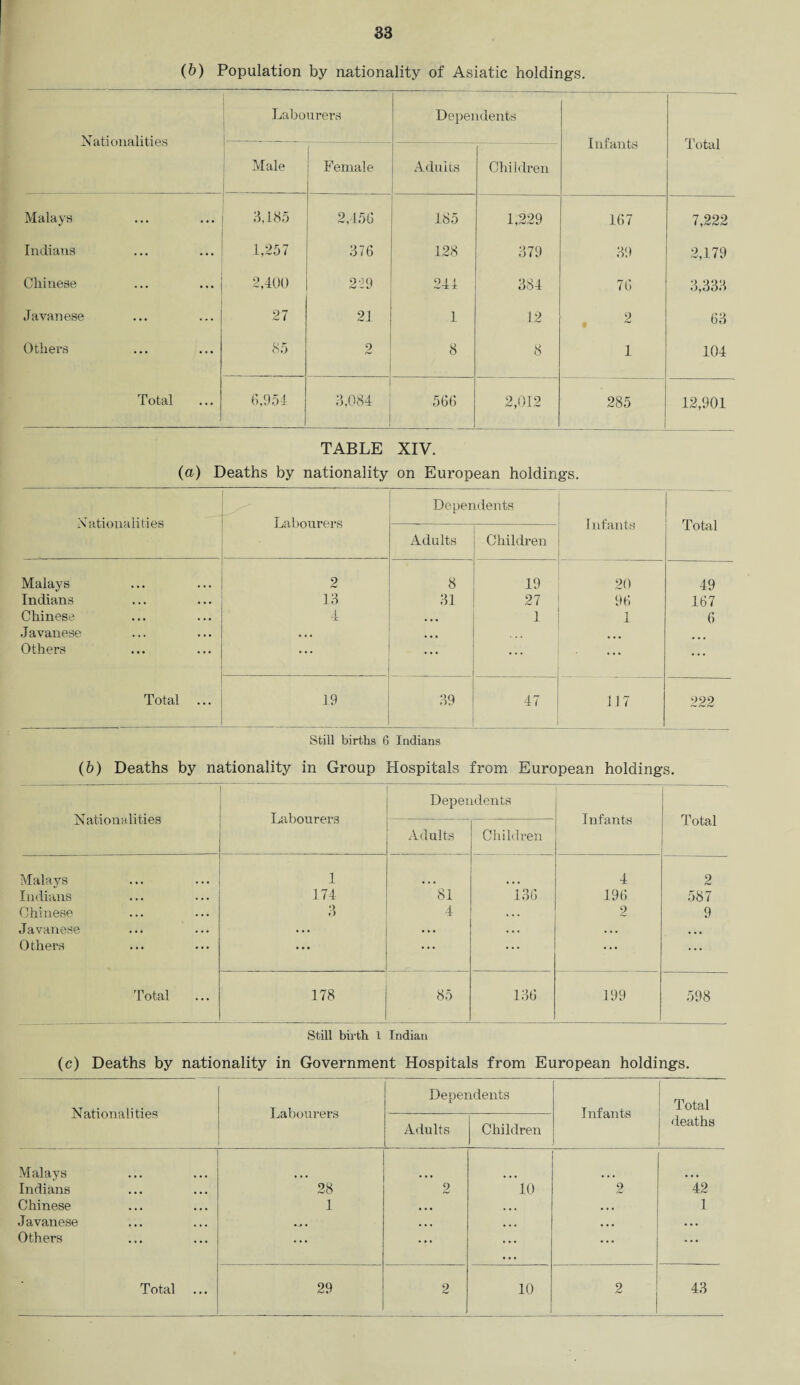 33
(b) Population by nationality of Asiatic holdings.
Nationalities | Labourers | Dependents | Infants | Total
Male | Female | Adults | Children
Malays ... ... 3,185 2,456 185 1,229 167 7,222
Indians ... ... 1,257 376 128 379 39 2,179
Chinese ... ... 2,400 229 244 384 76 3,333
Javanese ... ... 27 21 1 12 2 63
Others ... ... 85 2 8 8 1 104
Total ... 6,954 3,084 566 2,012 285 12,901
TABLE XIV.
(a) Deaths by nationality on European holdings.
Nationalities | Labourers | Dependents | Infants | Total
Adults | Children
Malays ... ... 2 8 19 20 49
Indians ... ... 13 31 27 96 167
Chinese ... ... 4 ... 1 1 6
Javanese ... ... ... ... ... ... ...
Others ... ... ... ... ... ... ...
Total ... 19 39 47 117 222
Still births 6 Indians
(b) Deaths by nationality in Group Hospitals from European holdings.
Nationalities | Labourers | Dependents | Infants | Total
Adults | Children
Malays ... ... 1 ... ... 4 2
Indians ... ... 174 81 136 196 587
Chinese ... ... 3 4 ... 2 9
Javanese ... ... ... ... ... ... ...
Others ... ... ... ... ... ... ...
Total ... 178 85 136 199 598
Still birth 1 Indian
(c) Deaths by nationality in Government Hospitals from European holdings.
Nationalities | Labourers | Dependents | Infants | Total deaths
Adults | Children
Malays ... ... ... ... ... ... ...
Indians ... ... 28 2 10 2 42
Chinese ... ... 1 ... ... ... 1
Javanese ... ... ... ... ... ... ...
Others ... ... ... ... ... ... ...
...
Total ... 29 2 10 2 43